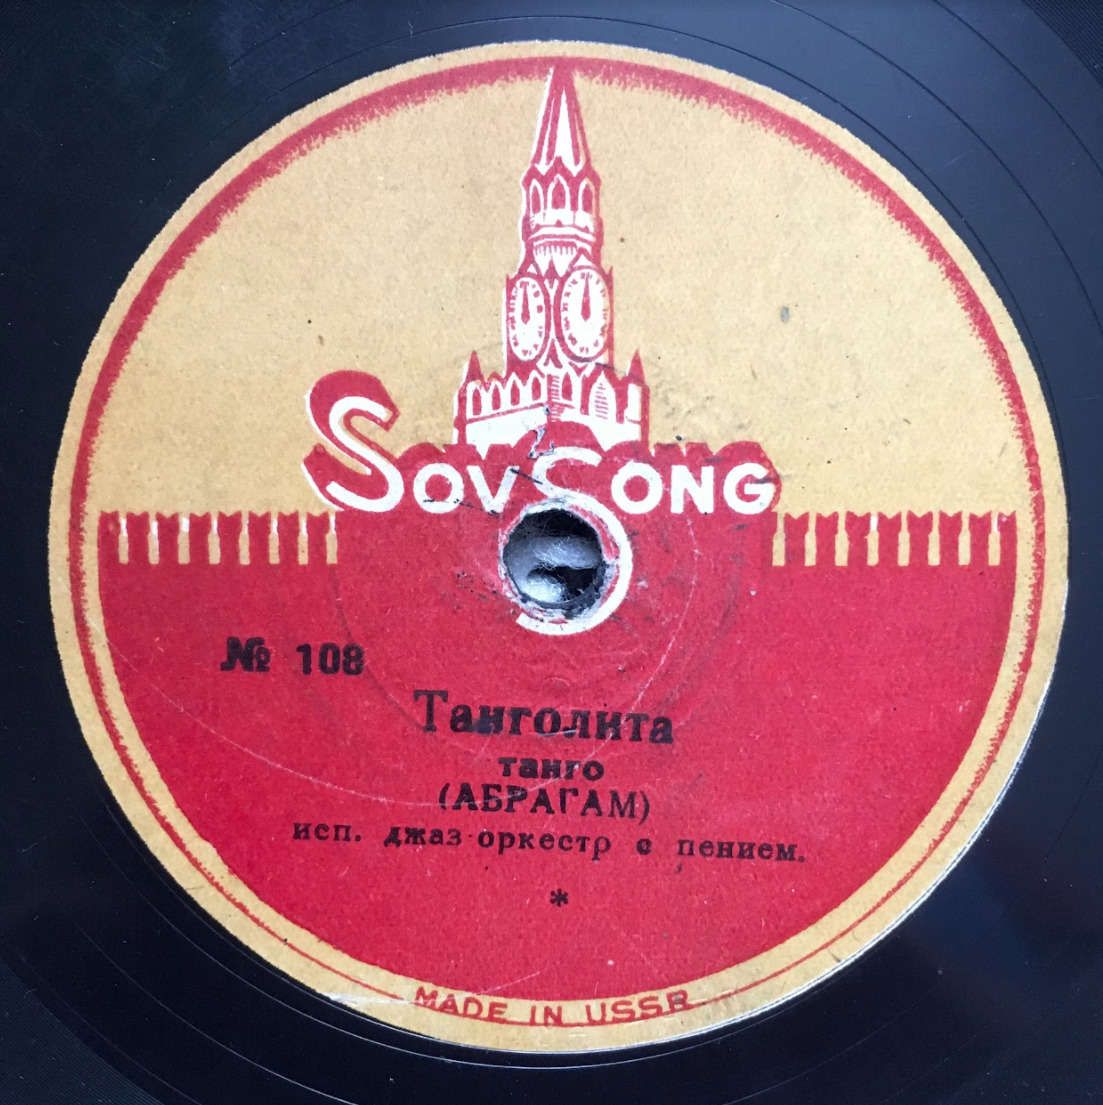 SOVSONG
№ 108
Танголита
танго
(АБРАГАМ)
исп. джаз-оркестр с пением.
*
MADE IN USSR